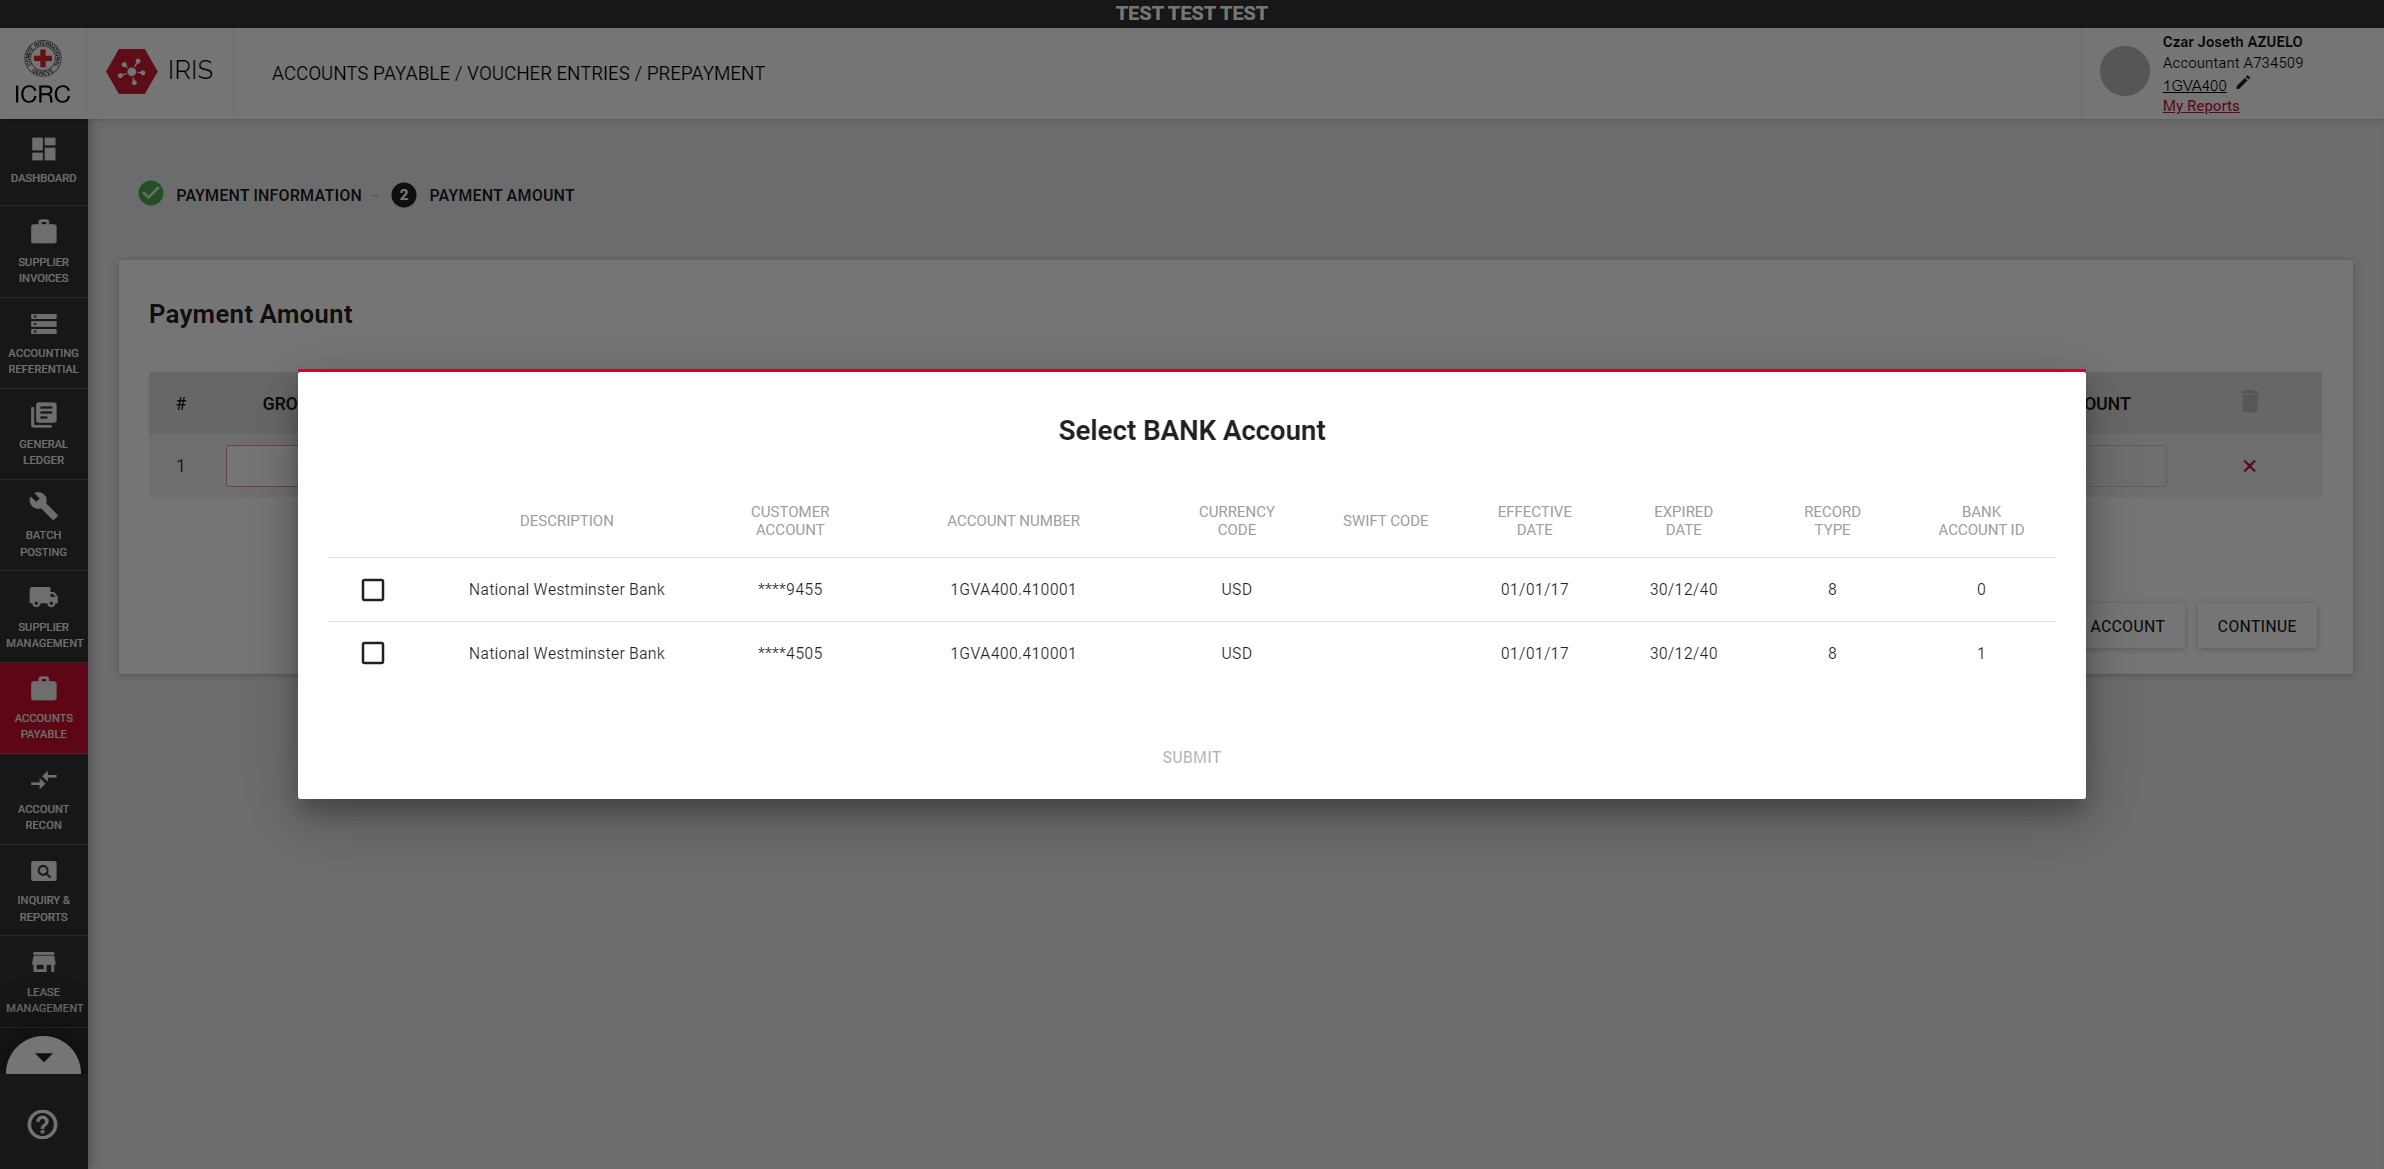 TEST TEST TEST
ICRC
IRIS
ACCOUNTS PAYABLE / VOUCHER ENTRIES / PREPAYMENT
Czar Joseth AZUELO
Accountant A734509
1GVA400
My Reports
DASHBOARD
SUPPLIER
INVOICES
ACCOUNTING
REFERENTIAL
GENERAL
LEDGER
BATCH
POSTING
SUPPLIER
MANAGEMENT
ACCOUNTS
PAYABLE
ACCOUNT
RECON
INQUIRY &
REPORTS
LEASE
MANAGEMENT
PAYMENT INFORMATION - 2 PAYMENT AMOUNT
Payment Amount
# GRO OUNT
1
Select BANK Account
DESCRIPTION CUSTOMER ACCOUNT ACCOUNT NUMBER CURRENCY CODE SWIFT CODE EFFECTIVE DATE EXPIRED DATE RECORD TYPE BANK ACCOUNT ID
National Westminster Bank ****9455 1GVA400.410001 USD 01/01/17 30/12/40 8 0
National Westminster Bank ****4505 1GVA400.410001 USD 01/01/17 30/12/40 8 1
SUBMIT
ACCOUNT CONTINUE